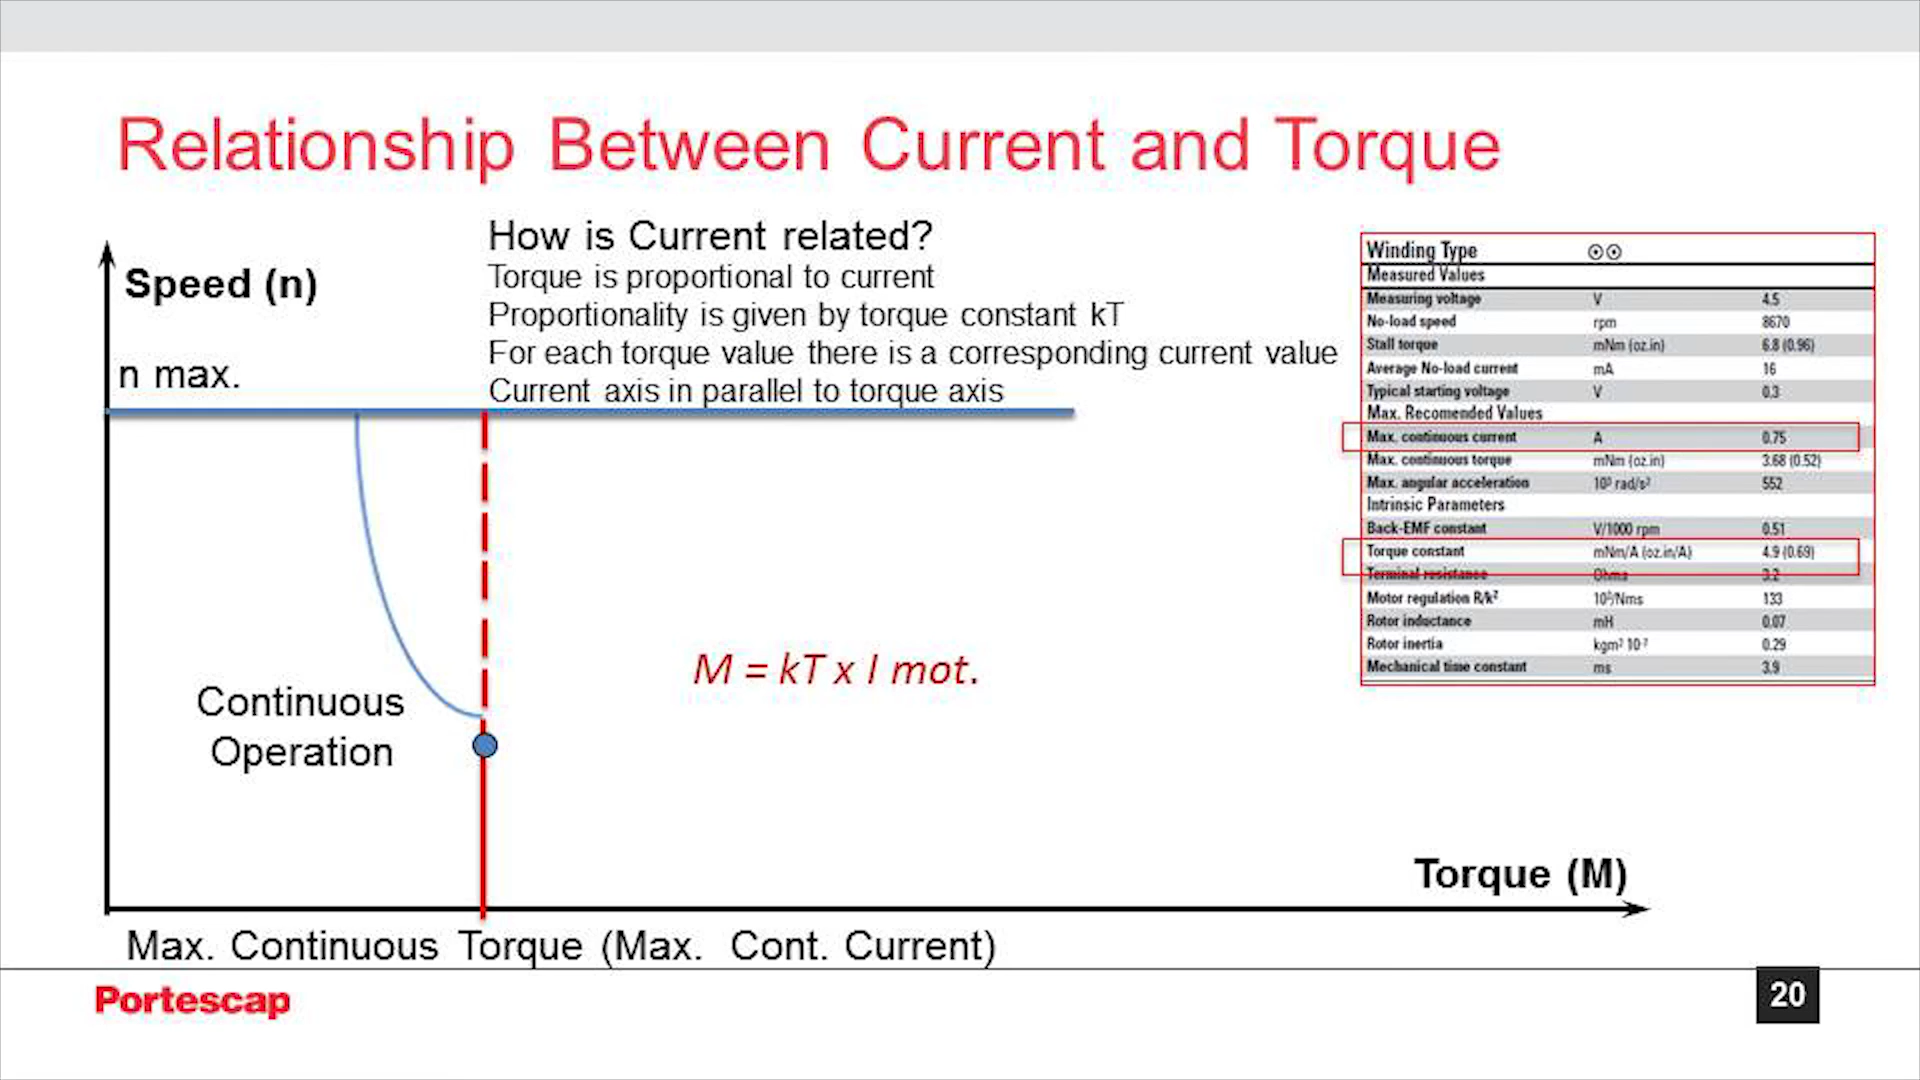 Relationship Between Current and Torque
How is Current related?
Torque is proportional to current
Proportionality is given by torque constant kT
For each torque value there is a corresponding current value
Current axis in parallel to torque axis
Speed (n)
n max.
Continuous
Operation
M = kT x I mot.
Torque (M)
Max. Continuous Torque (Max. Cont. Current)
Winding Type ⊙⊙
Measured Values
Measuring voltage V 4.5
No-load speed rpm 8670
Stall torque mNm (oz.in) 6.8 (0.96)
Average No-load current mA 16
Typical starting voltage V 0.3
Max. Recomended Values
Max. continuous current A 0.75
Max. continuous torque mNm (oz.in) 3.68 (0.52)
Max. angular acceleration 10³ rad/s² 552
Intrinsic Parameters
Back-EMF constant V/1000 rpm 0.51
Torque constant mNm/A (oz.in/A) 4.9 (0.69)
Terminal resistance Ohms 3.2
Motor regulation R/k² 10³/Nms 133
Rotor inductance mH 0.07
Rotor inertia kgm² 10⁻⁷ 0.29
Mechanical time constant ms 3.9
Portescap
20